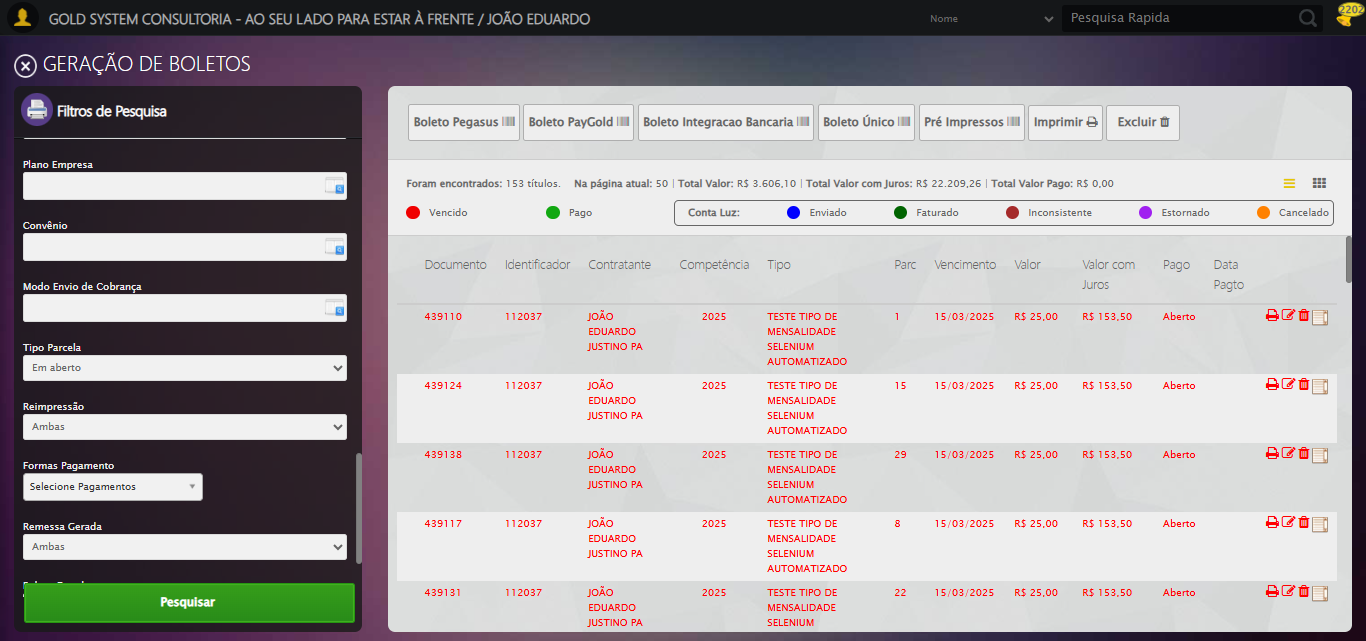 GOLD SYSTEM CONSULTORIA - AO SEU LADO PARA ESTAR À FRENTE / JOÃO EDUARDO
Nome
Pesquisa Rapida
2202
GERAÇÃO DE BOLETOS
Filtros de Pesquisa
Plano Empresa
Convênio
Modo Envio de Cobrança
Tipo Parcela
Em aberto
Reimpressão
Ambas
Formas Pagamento
Selecione Pagamentos
Remessa Gerada
Ambas
Pesquisar
Boleto Pegasus Boleto PayGold Boleto Integracao Bancaria Boleto Único Pré Impressos Imprimir Excluir
Foram encontrados: 153 títulos. Na página atual: 50 | Total Valor: R$ 3.606,10 | Total Valor com Juros: R$ 22.209,26 | Total Valor Pago: R$ 0,00
Vencido Pago Conta Luz: Enviado Faturado Inconsistente Estornado Cancelado
Documento Identificador Contratante Competência Tipo Parc Vencimento Valor Valor com Pago Data
Juros Pagto
439110 112037 JOÃO 2025 TESTE TIPO DE 1 15/03/2025 R$ 25,00 R$ 153,50 Aberto
EDUARDO MENSALIDADE
JUSTINO PA SELENIUM
AUTOMATIZADO
439124 112037 JOÃO 2025 TESTE TIPO DE 15 15/03/2025 R$ 25,00 R$ 153,50 Aberto
EDUARDO MENSALIDADE
JUSTINO PA SELENIUM
AUTOMATIZADO
439138 112037 JOÃO 2025 TESTE TIPO DE 29 15/03/2025 R$ 25,00 R$ 153,50 Aberto
EDUARDO MENSALIDADE
JUSTINO PA SELENIUM
AUTOMATIZADO
439117 112037 JOÃO 2025 TESTE TIPO DE 8 15/03/2025 R$ 25,00 R$ 153,50 Aberto
EDUARDO MENSALIDADE
JUSTINO PA SELENIUM
AUTOMATIZADO
439131 112037 JOÃO 2025 TESTE TIPO DE 22 15/03/2025 R$ 25,00 R$ 153,50 Aberto
EDUARDO MENSALIDADE
JUSTINO PA SELENIUM